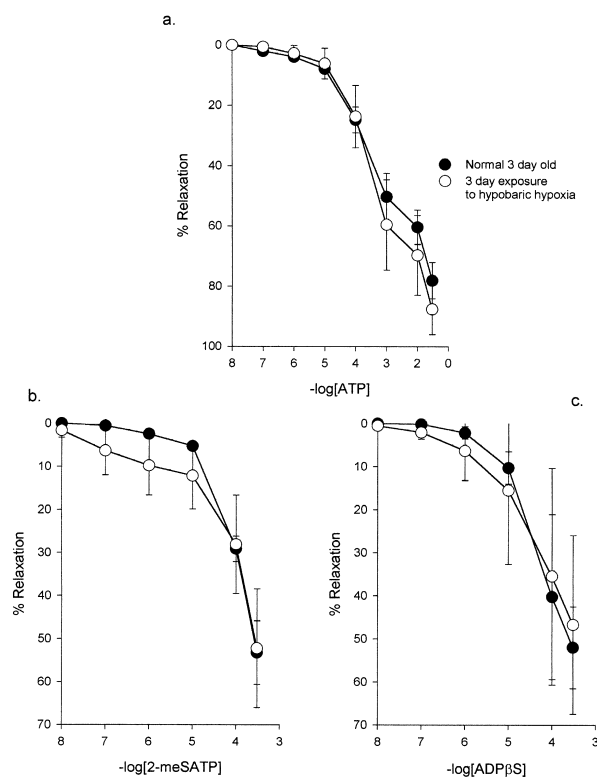 a.
0
20
40
60
80
100
% Relaxation
8 7 6 5 4 3 2 1 0
-log[ATP]
Normal 3 day old
3 day exposure
to hypobaric hypoxia
b.
0
10
20
30
40
50
60
70
% Relaxation
8 7 6 5 4 3
-log[2-meSATP]
c.
0
10
20
30
40
50
60
70
% Relaxation
8 7 6 5 4 3
-log[ADPβS]